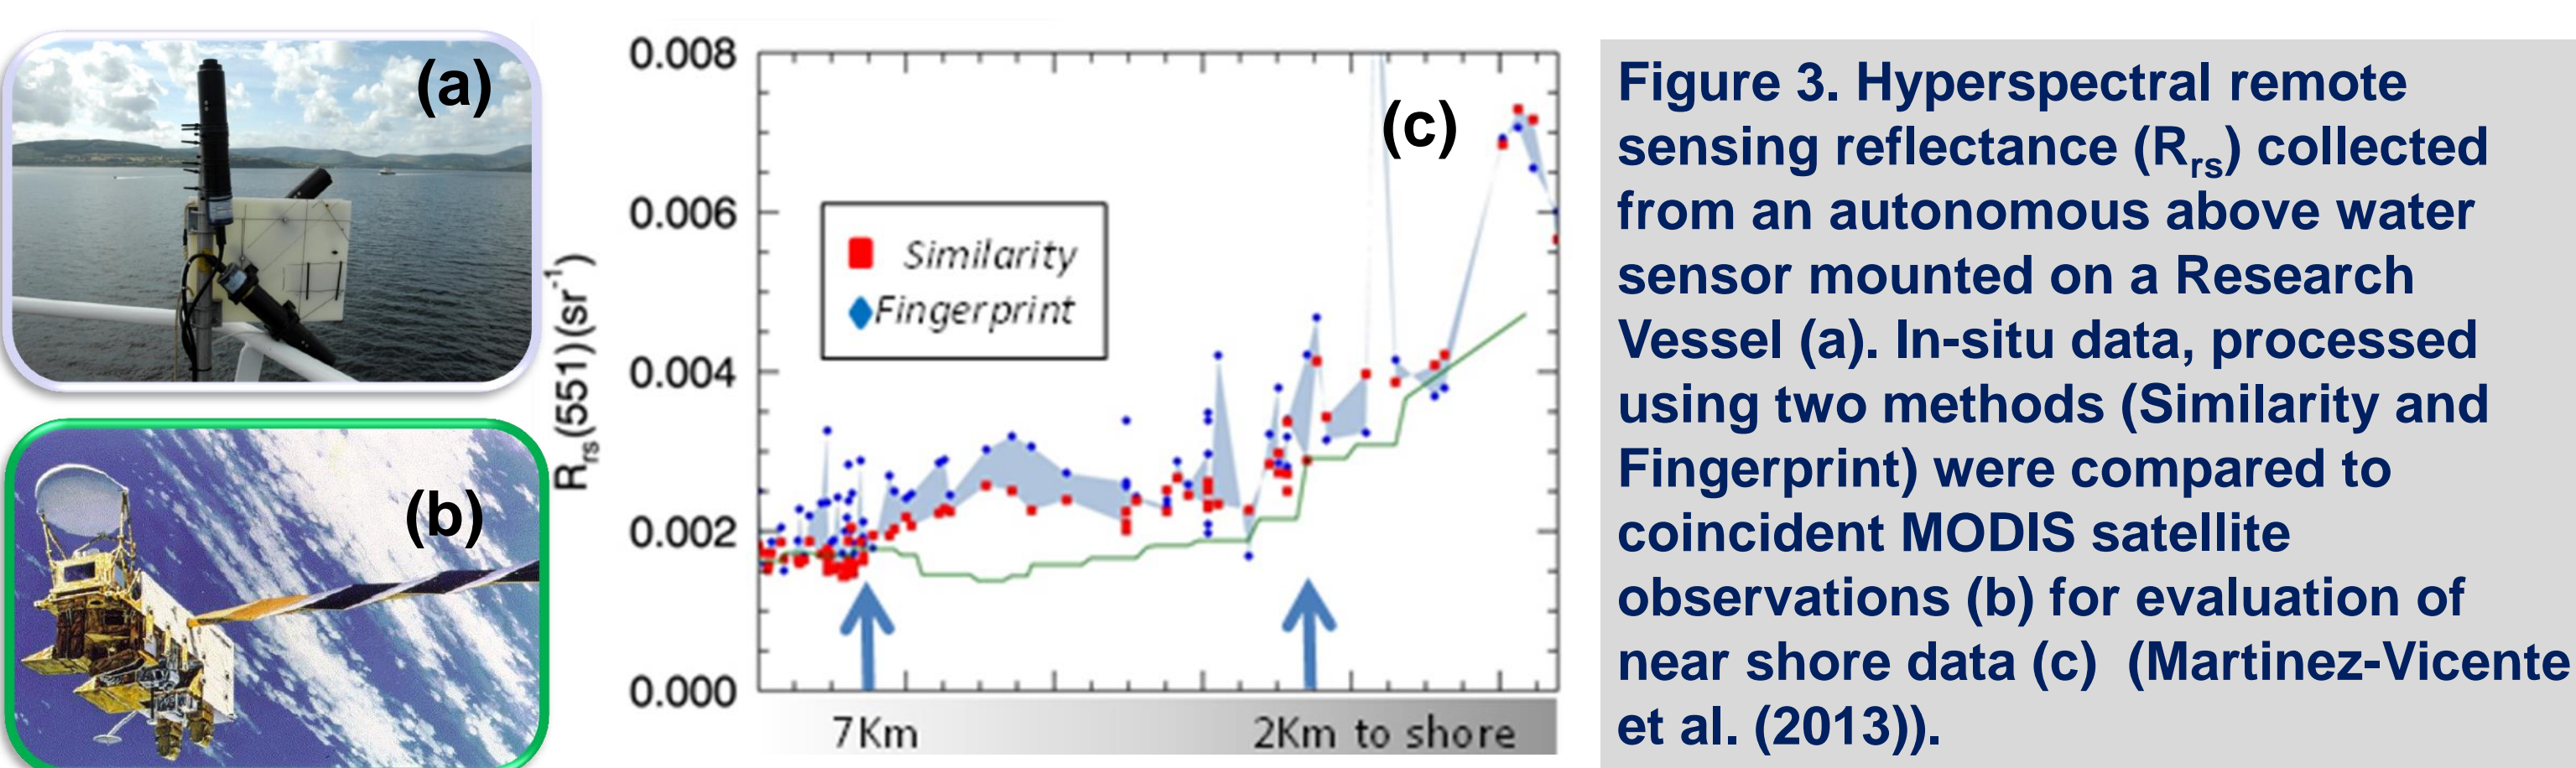 (a)
(b)
0.008
0.006
0.004
0.002
0.000
Rrs(551)(sr⁻¹)
(c)
Similarity
Fingerprint
7Km
2Km to shore
Figure 3. Hyperspectral remote
sensing reflectance (Rrs) collected
from an autonomous above water
sensor mounted on a Research
Vessel (a). In-situ data, processed
using two methods (Similarity and
Fingerprint) were compared to
coincident MODIS satellite
observations (b) for evaluation of
near shore data (c) (Martinez-Vicente
et al. (2013)).